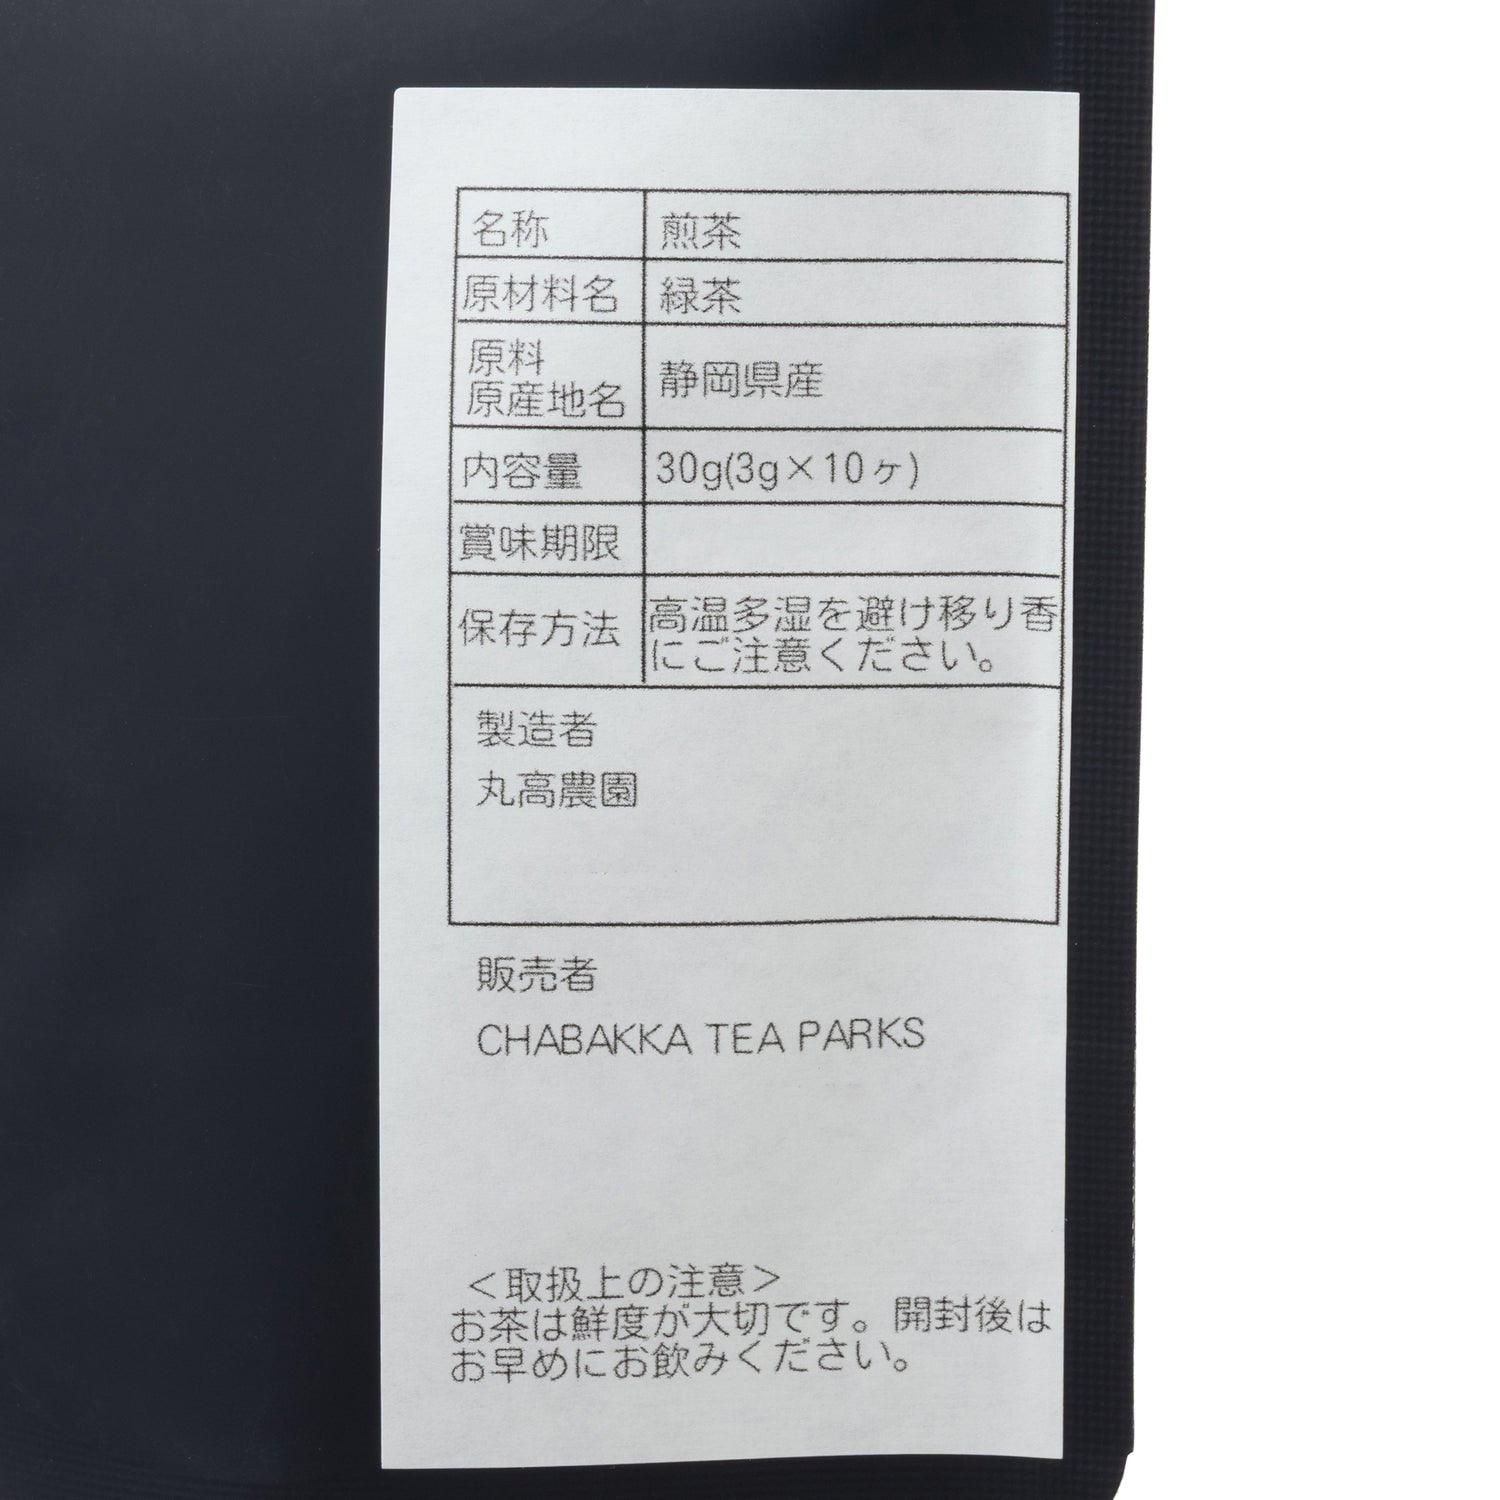 名称 煎茶
原材料名 緑茶
原料
原産地名 静岡県産
内容量 30g(3g×10ヶ)
賞味期限
保存方法 高温多湿を避け移り香
にご注意ください。
製造者
丸高農園
販売者
CHABAKKA TEA PARKS
＜取扱上の注意＞
お茶は鮮度が大切です。開封後は
お早めにお飲みください。